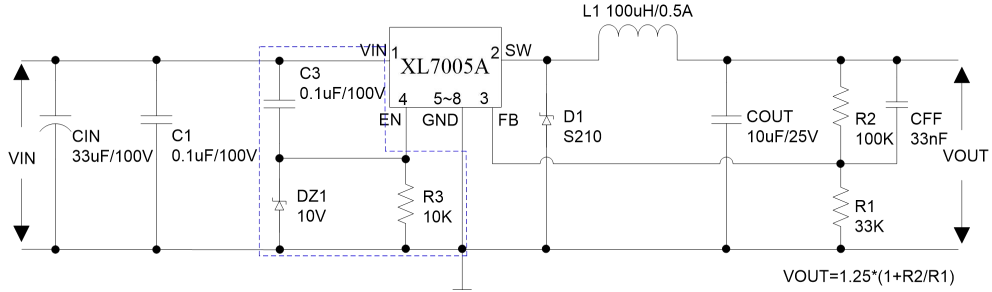 L1 100uH/0.5A
VIN 1
2 SW
XL7005A
4 5~8 3
EN GND FB
C3
0.1uF/100V
CIN
33uF/100V
C1
0.1uF/100V
D1
S210
COUT
10uF/25V
R2
100K
CFF
33nF
VIN
VOUT
DZ1
10V
R3
10K
R1
33K
VOUT=1.25*(1+R2/R1)